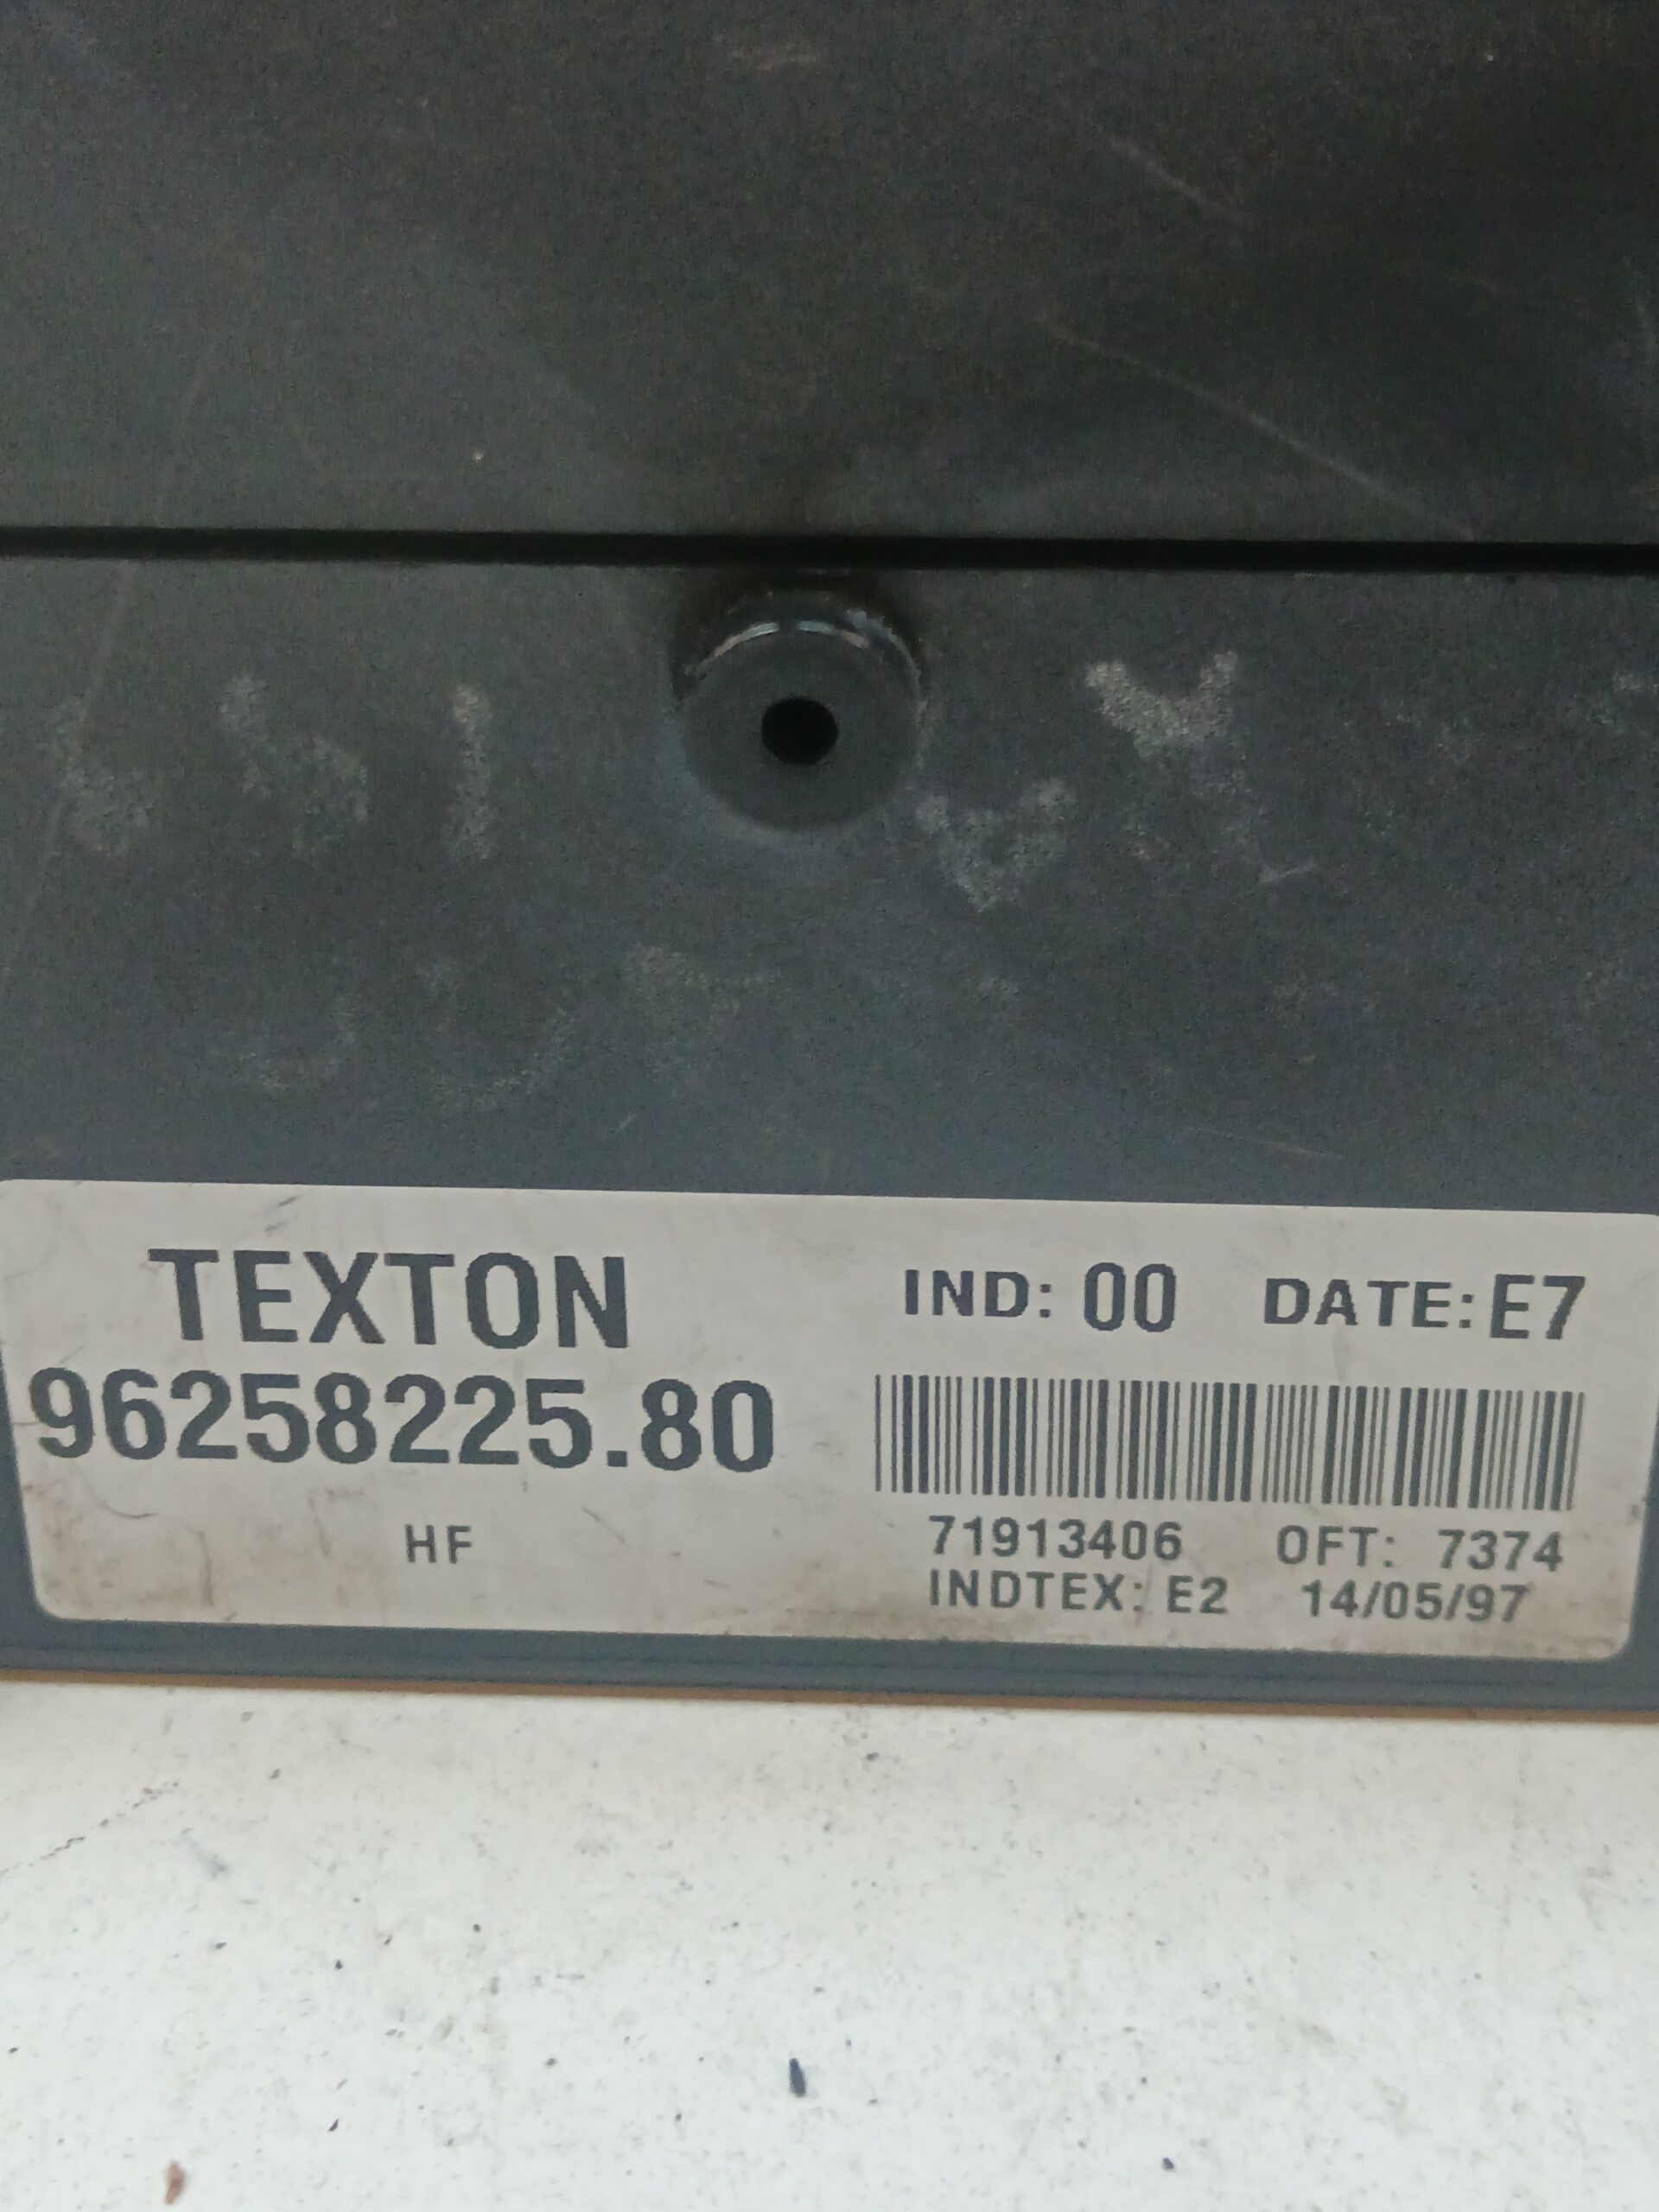 TEXTON
96258225.80
HF
IND: 00 DATE: E7
71913406 OFT: 7374
INDTEX: E2 14/05/97